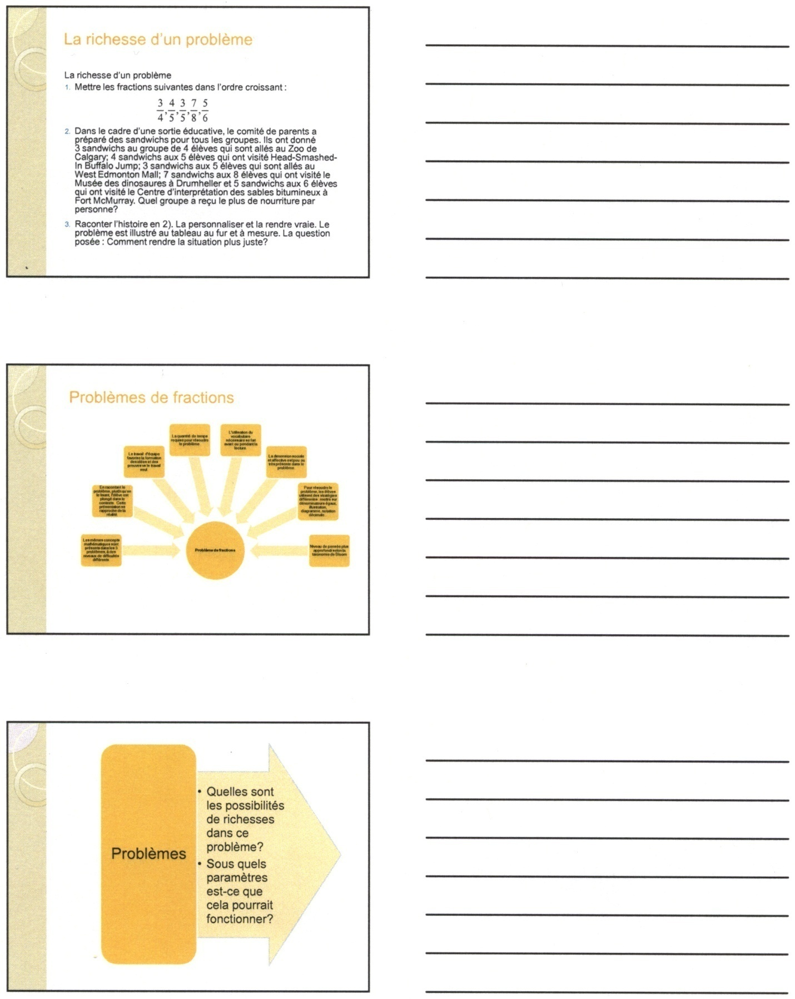 La richesse d'un problème
La richesse d'un problème
1. Mettre les fractions suivantes dans l'ordre croissant :
3/4, 4/5, 3/5, 7/8, 5/6
2. Dans le cadre d'une sortie éducative, le comité de parents a
préparé des sandwichs pour tous les groupes. Ils ont donné
3 sandwichs au groupe de 4 élèves qui sont allés au Zoo de
Calgary; 4 sandwichs aux 5 élèves qui ont visité Head-Smashed-
In Buffalo Jump; 3 sandwichs aux 5 élèves qui sont allés au
West Edmonton Mall; 7 sandwichs aux 8 élèves qui ont visité le
Musée des dinosaures à Drumheller et 5 sandwichs aux 6 élèves
qui ont visité le Centre d'interprétation des sables bitumineux à
Fort McMurray. Quel groupe a reçu le plus de nourriture par
personne?
3. Raconter l'histoire en 2). La personnaliser et la rendre vraie. Le
problème est illustré au tableau au fur et à mesure. La question
posée : Comment rendre la situation plus juste?
Problèmes de fractions
Les mêmes concepts
mathématiques sont
présents dans les 3
problèmes, à des
niveaux de difficultés
différents.
En racontant le
problème, plutôt qu'en
le lisant, l'élève est
plongé dans le
contexte. Cette
présentation se
rapproche de la
réalité.
Le travail d'équipe
favorise la formation
des idées et des
preuves vs le travail
seul.
La quantité de temps
requise pour résoudre
le problème.
L'utilisation du
vocabulaire
nécessaire se fait
avant ou pendant la
lecture.
La dimension sociale
et affective est peu ou
très présente dans le
problème.
Pour résoudre le
problème, les élèves
utilisent des stratégies
différentes : mettre sur
dénominateurs égaux,
illustration,
diagramme, notation
décimale.
Niveau de pensée plus
approfondi selon la
taxonomie de Bloom
Problème de fractions
Problèmes
• Quelles sont
les possibilités
de richesses
dans ce
problème?
• Sous quels
paramètres
est-ce que
cela pourrait
fonctionner?